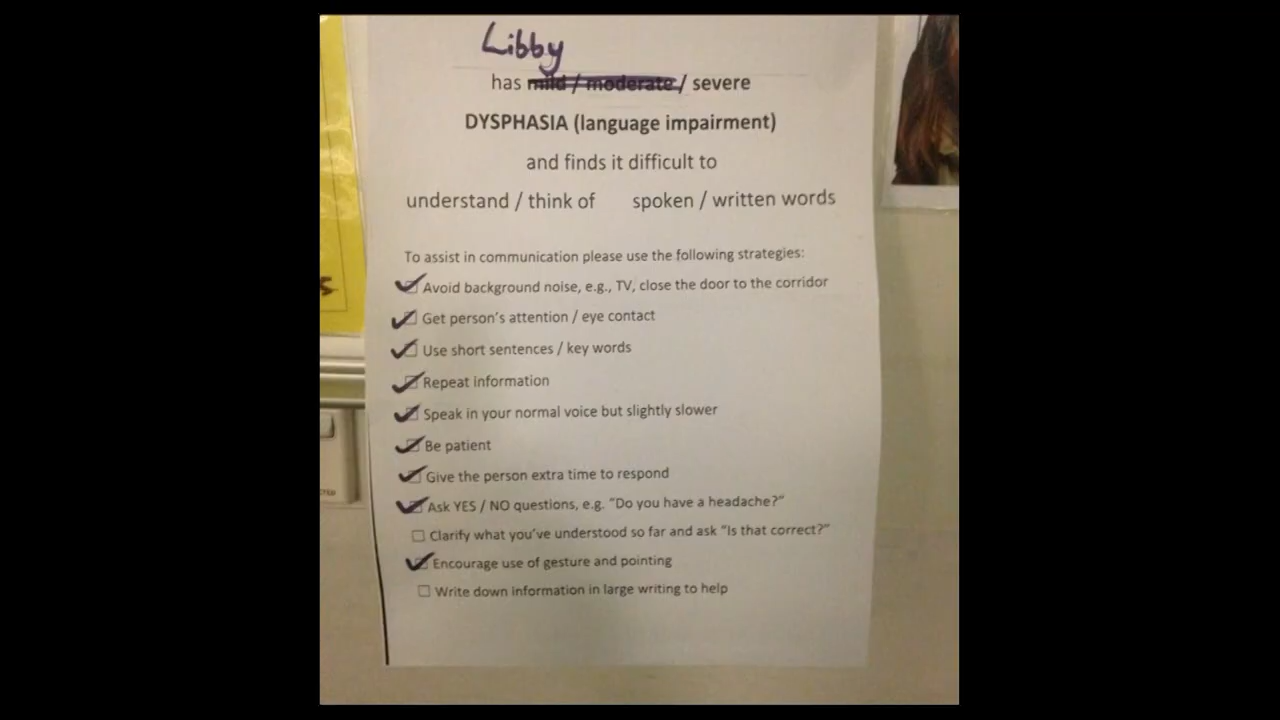 Libby
has mild / moderate / severe
DYSPHASIA (language impairment)
and finds it difficult to
understand / think of spoken / written words
To assist in communication please use the following strategies:
Avoid background noise, e.g., TV, close the door to the corridor
Get person's attention / eye contact
Use short sentences / key words
Repeat information
Speak in your normal voice but slightly slower
Be patient
Give the person extra time to respond
Ask YES / NO questions, e.g. "Do you have a headache?"
Clarify what you've understood so far and ask "Is that correct?"
Encourage use of gesture and pointing
Write down information in large writing to help